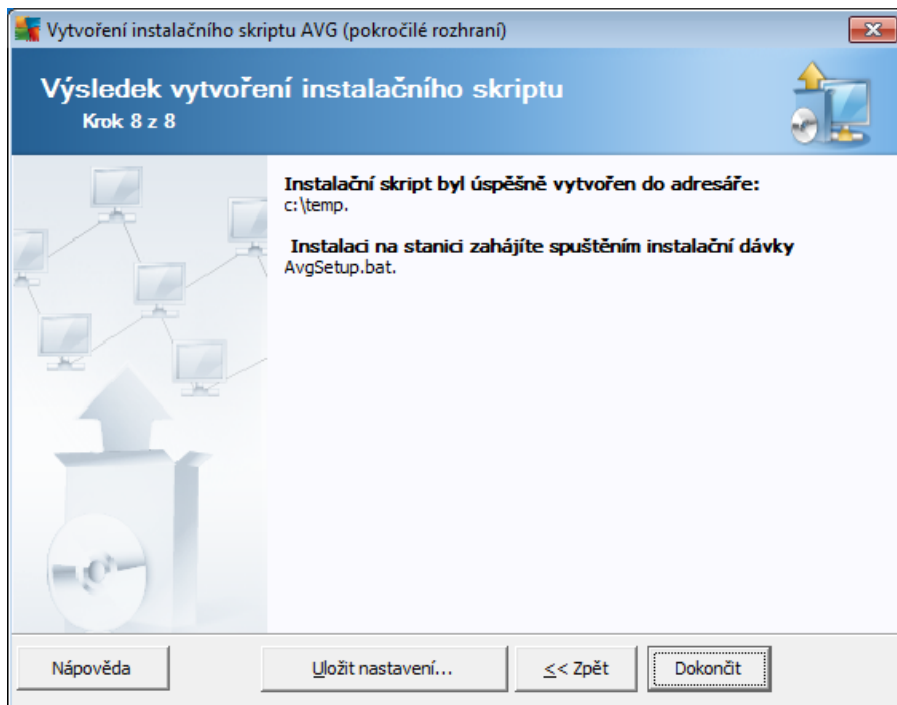 Vytvoření instalačního skriptu AVG (pokročilé rozhraní)
Výsledek vytvoření instalačního skriptu
Krok 8 z 8
Instalační skript byl úspěšně vytvořen do adresáře:
c:\temp.
Instalaci na stanici zahájíte spuštěním instalační dávky
AvgSetup.bat.
Nápověda
Uložit nastavení...
<< Zpět
Dokončit